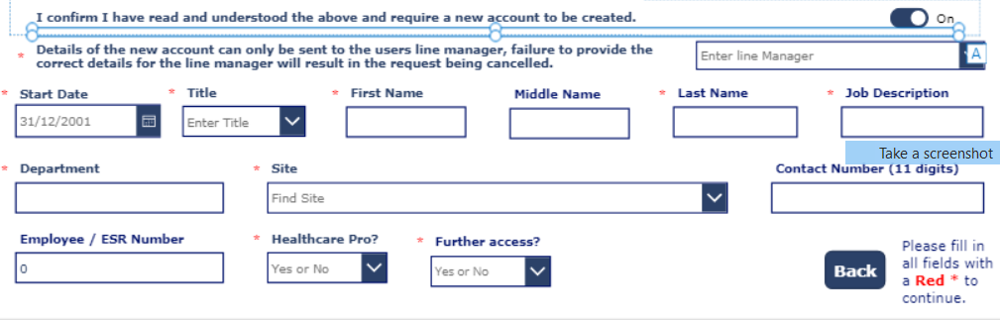 I confirm I have read and understood the above and require a new account to be created.
On
* Details of the new account can only be sent to the users line manager, failure to provide the
correct details for the line manager will result in the request being cancelled.
Enter line Manager
A
* Start Date
* Title
* First Name
Middle Name
* Last Name
* Job Description
31/12/2001
Enter Title
Take a screenshot
* Department
* Site
Contact Number (11 digits)
Find Site
Employee / ESR Number
* Healthcare Pro?
* Further access?
0
Yes or No
Yes or No
Back
Please fill in
all fields with
a Red * to
continue.